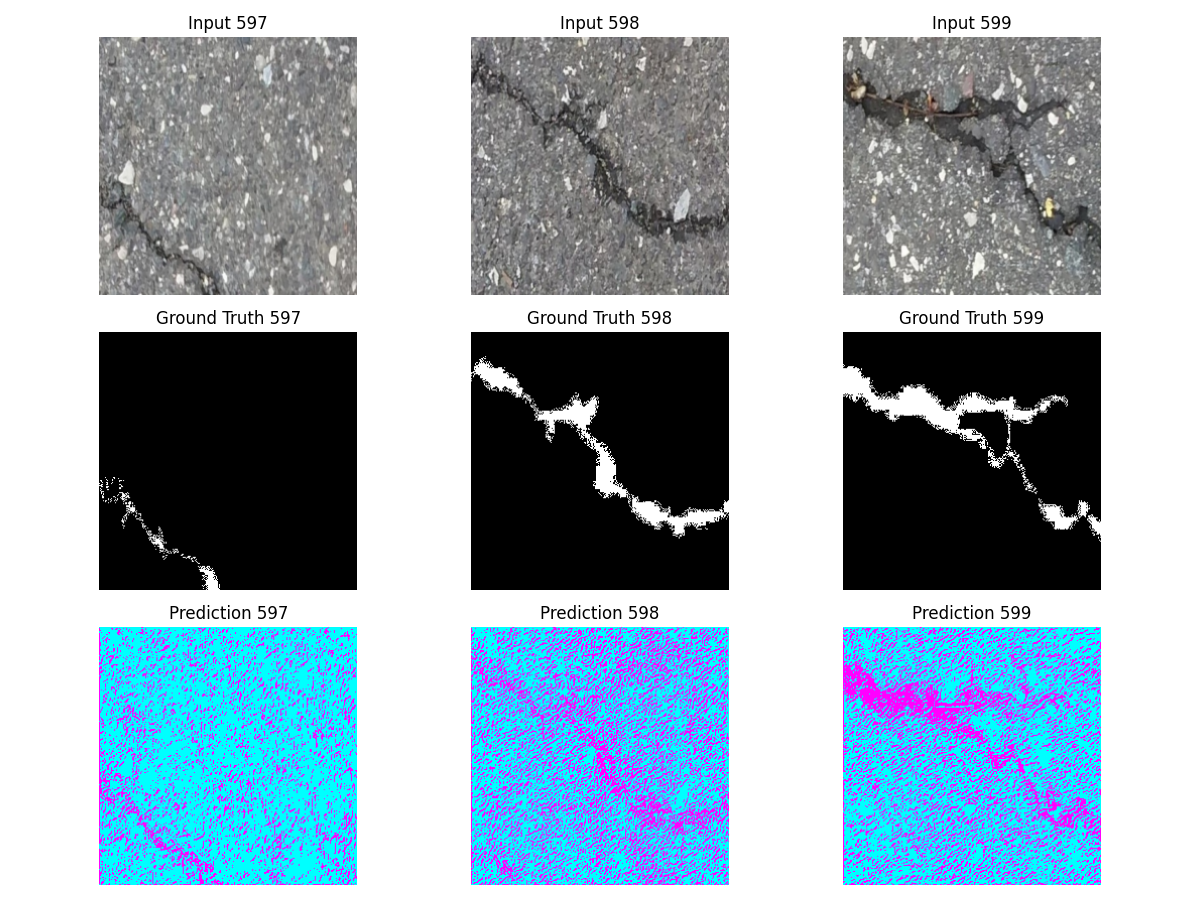 Input 597
Input 598
Input 599
Ground Truth 597
Ground Truth 598
Ground Truth 599
Prediction 597
Prediction 598
Prediction 599